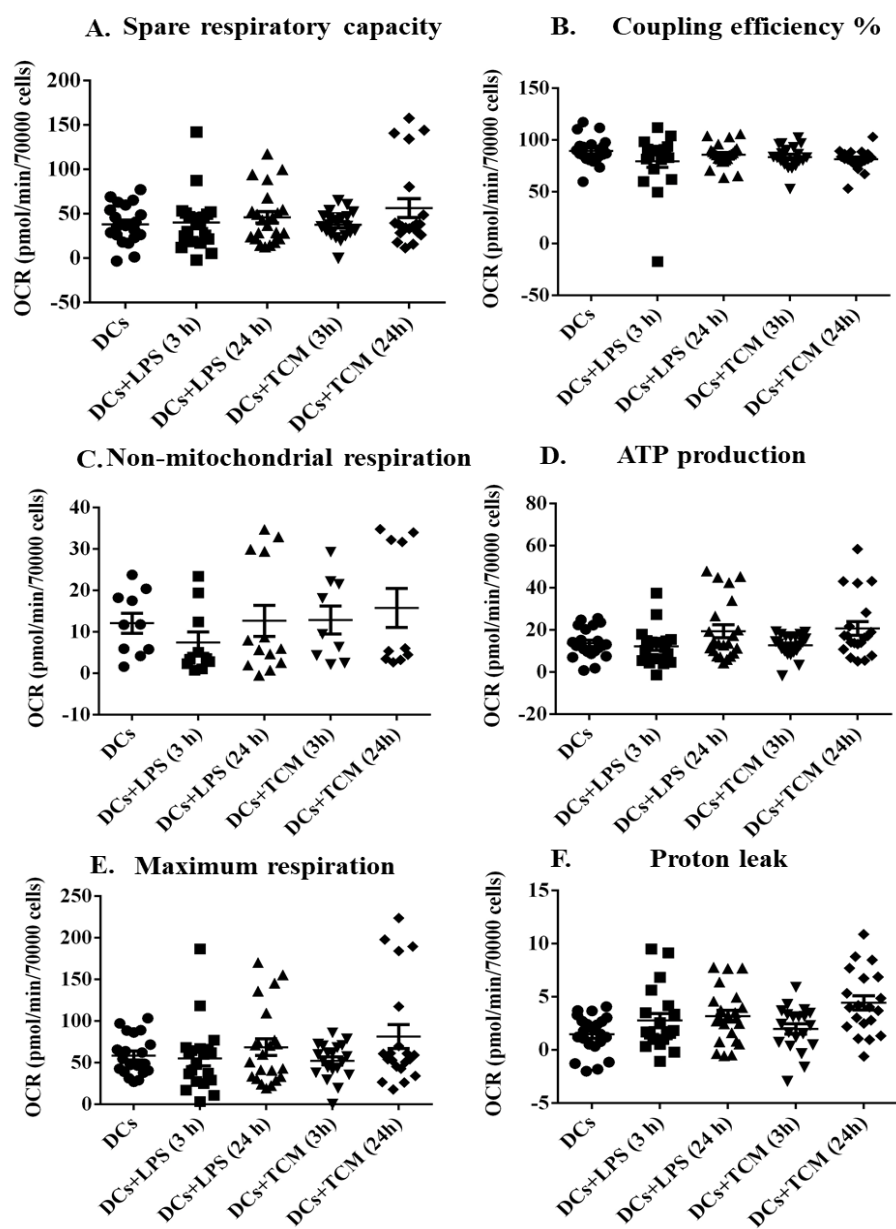 A. Spare respiratory capacity
OCR (pmol/min/70000 cells)
200
150
100
50
0
-50
DCs
DCs+LPS (3 h)
DCs+LPS (24 h)
DCs+TCM (3h)
DCs+TCM (24h)
B. Coupling efficiency %
OCR (pmol/min/70000 cells)
150
100
50
0
-50
DCs
DCs+LPS (3 h)
DCs+LPS (24 h)
DCs+TCM (3h)
DCs+TCM (24h)
C. Non-mitochondrial respiration
OCR (pmol/min/70000 cells)
40
30
20
10
0
-10
DCs
DCs+LPS (3 h)
DCs+LPS (24 h)
DCs+TCM (3h)
DCs+TCM (24h)
D. ATP production
OCR (pmol/min/70000 cells)
80
60
40
20
0
-20
DCs
DCs+LPS (3 h)
DCs+LPS (24 h)
DCs+TCM (3h)
DCs+TCM (24h)
E. Maximum respiration
OCR (pmol/min/70000 cells)
250
200
150
100
50
0
DCs
DCs+LPS (3 h)
DCs+LPS (24 h)
DCs+TCM (3h)
DCs+TCM (24h)
F. Proton leak
OCR (pmol/min/70000 cells)
15
10
5
0
-5
DCs
DCs+LPS (3 h)
DCs+LPS (24 h)
DCs+TCM (3h)
DCs+TCM (24h)